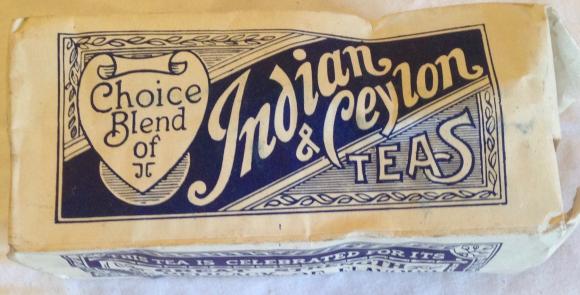 Choice
Blend
of
Indian
& Ceylon
TEAS
THIS TEA IS CELEBRATED FOR ITS